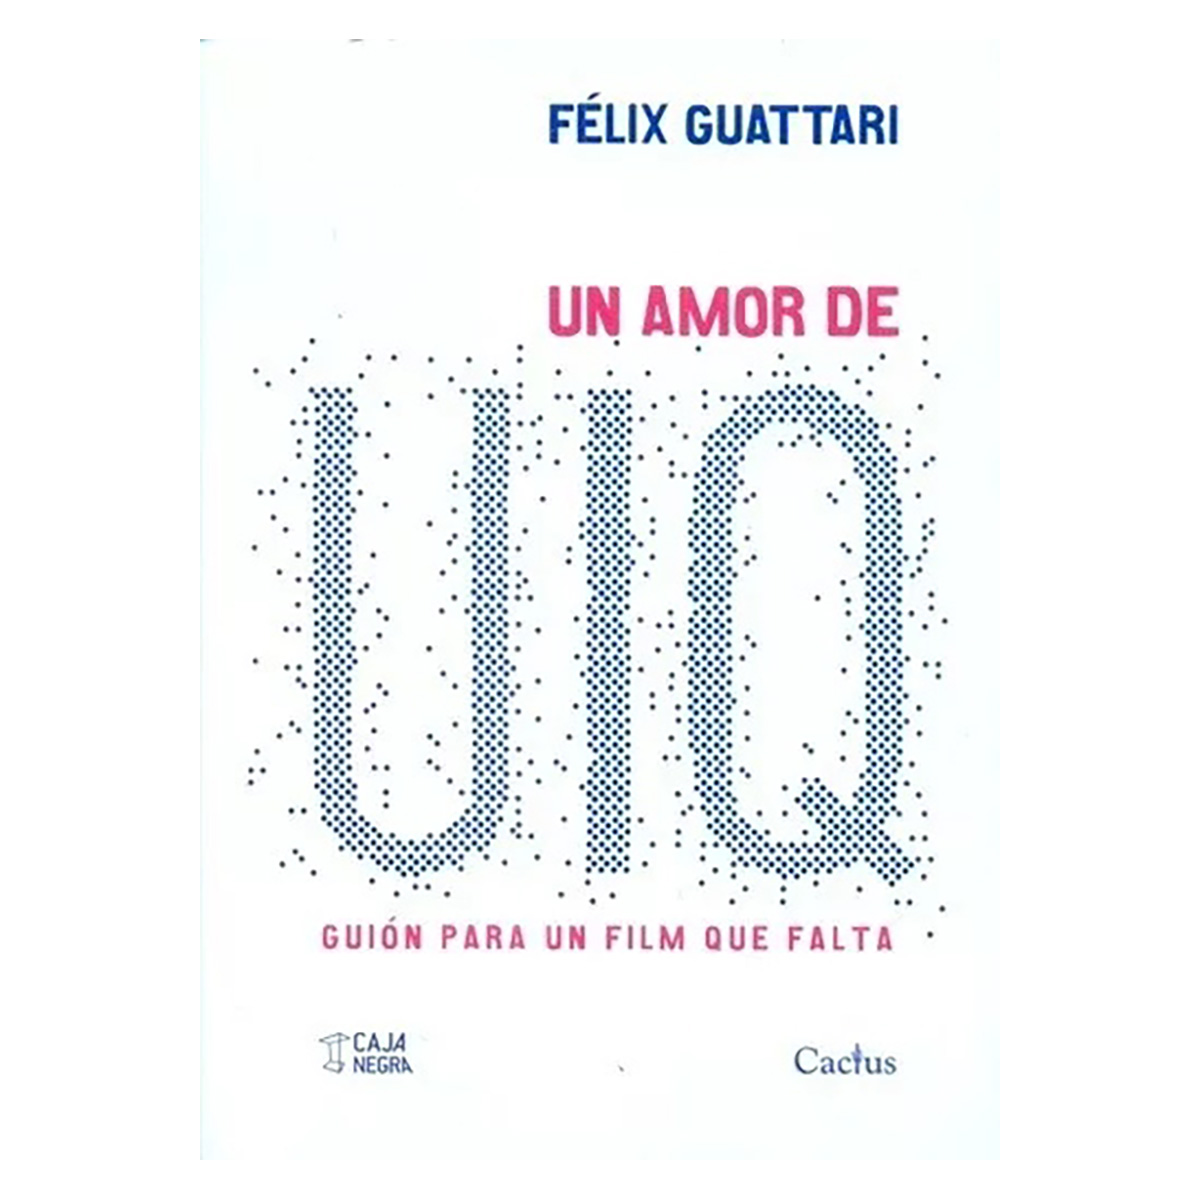 FÉLIX GUATTARI
UN AMOR DE
UIQ
GUIÓN PARA UN FILM QUE FALTA
CAJA
NEGRA
Cactus